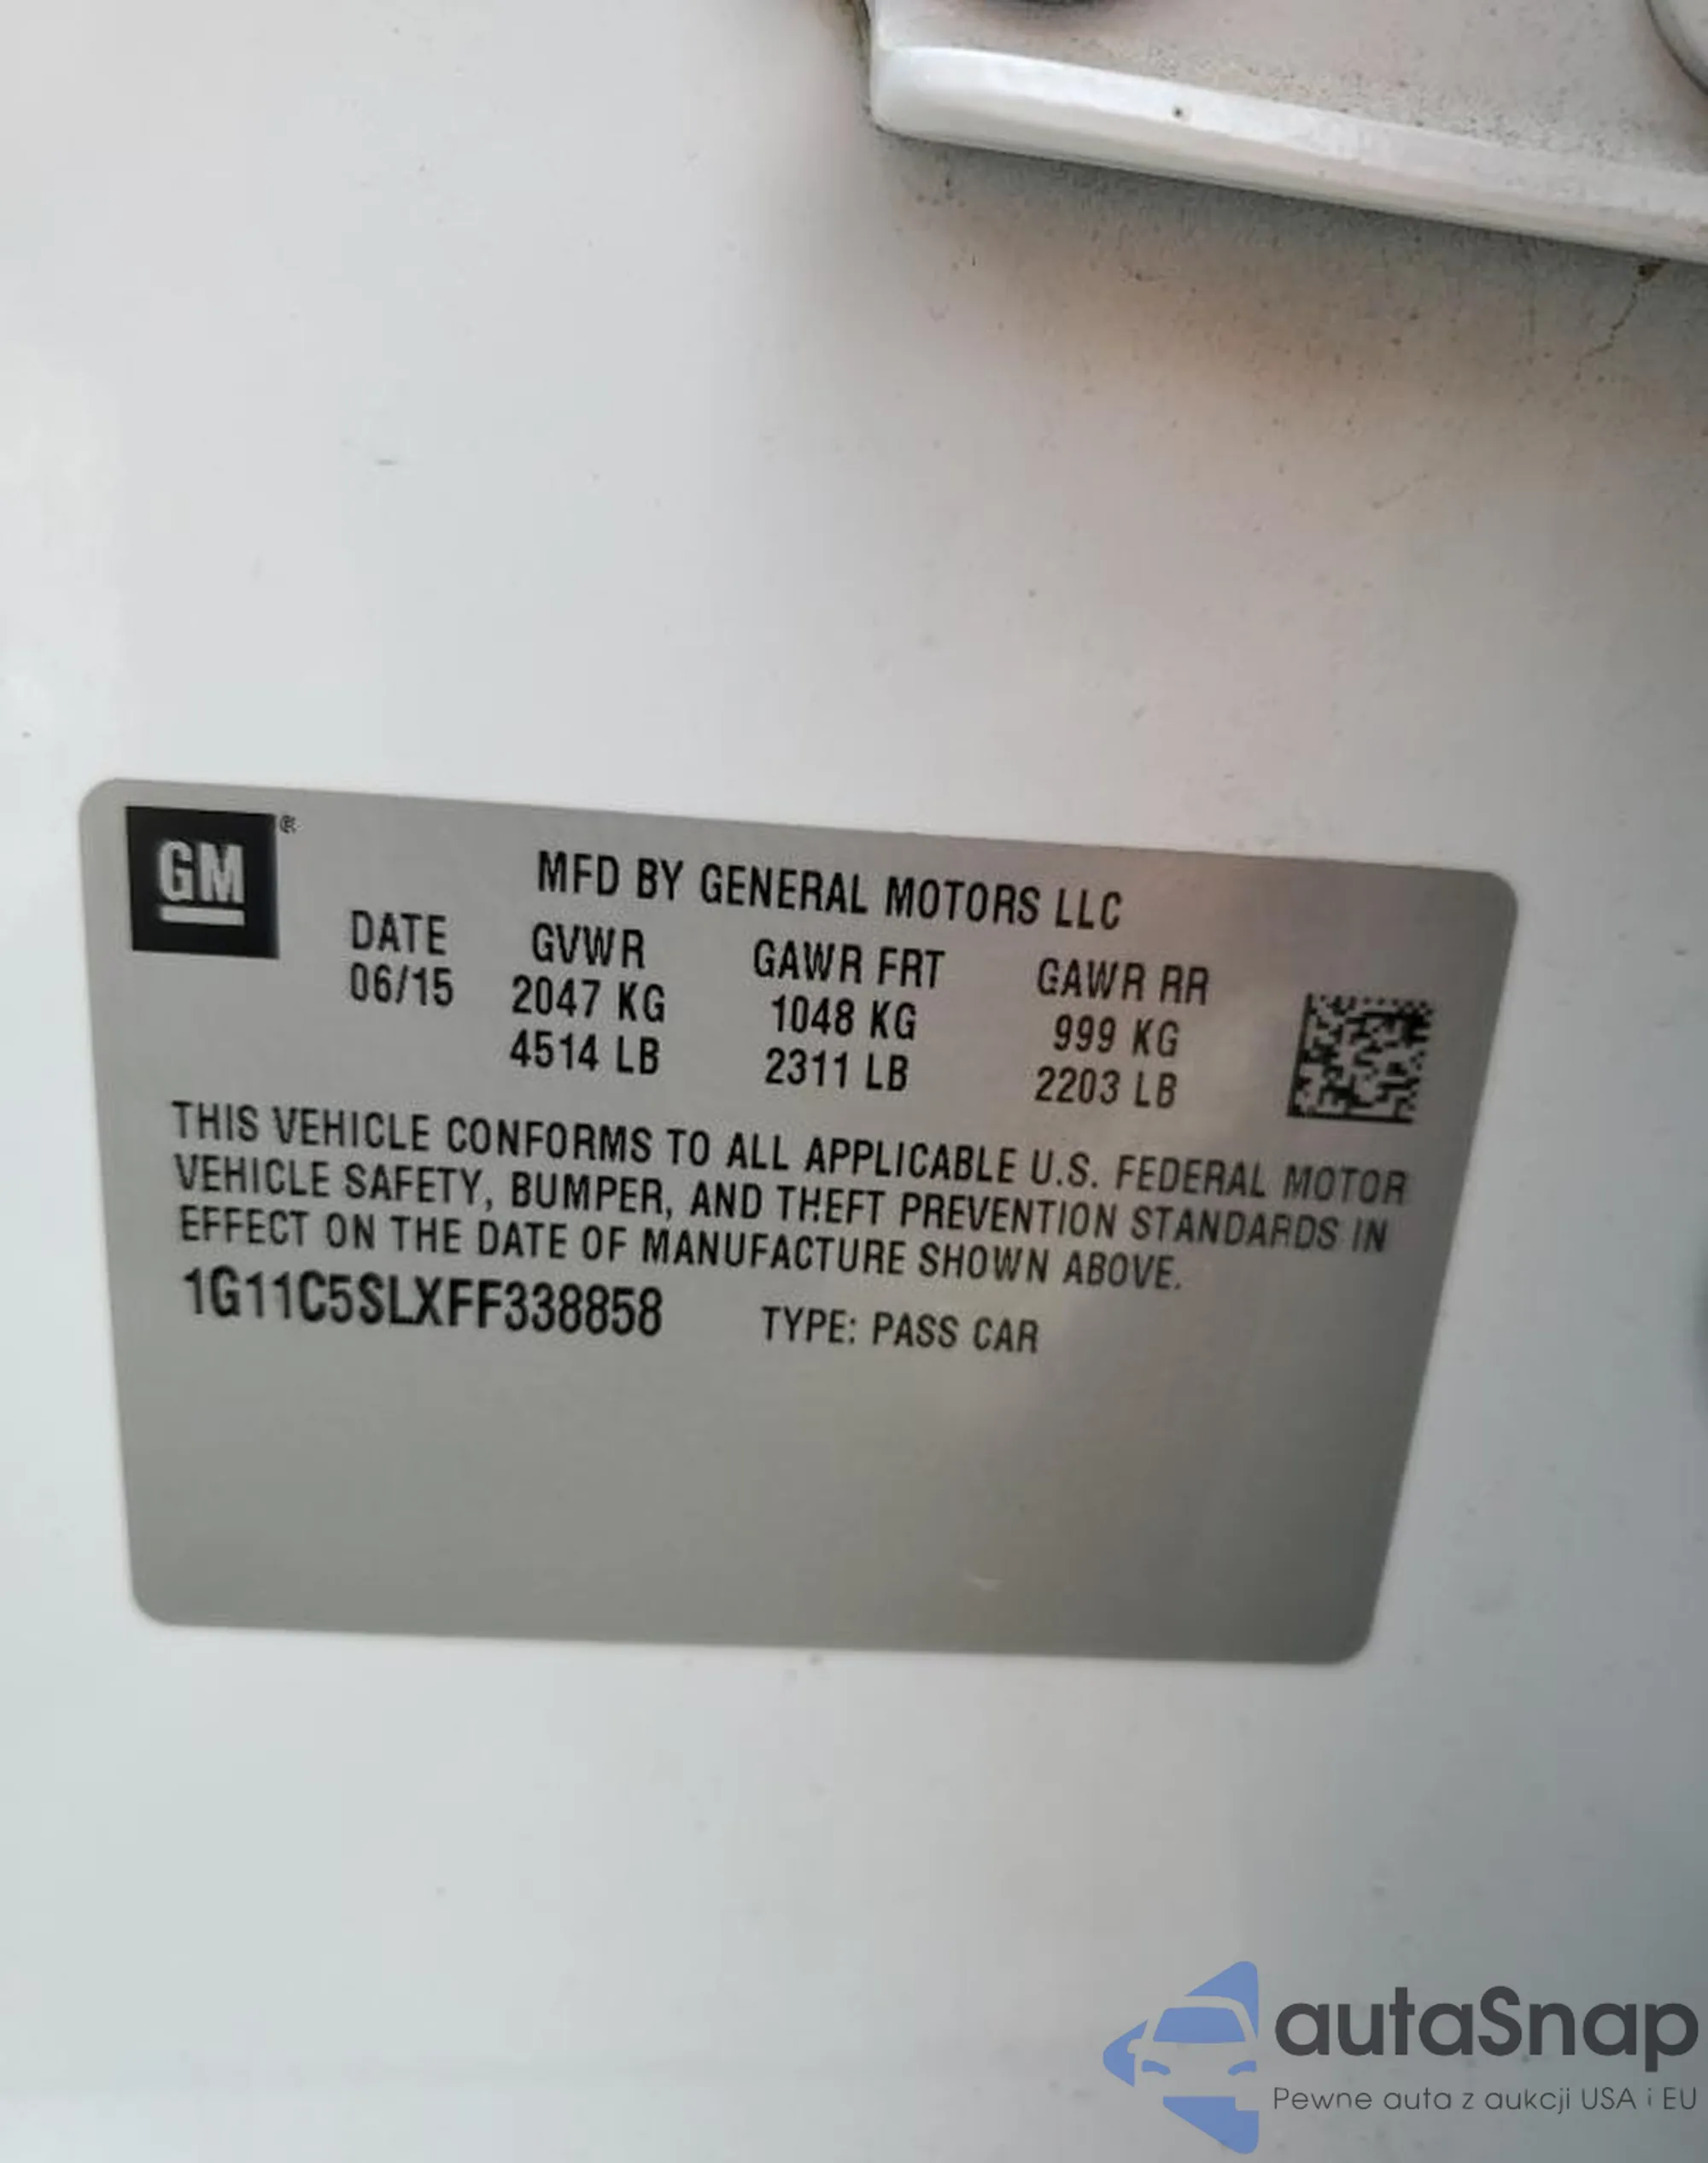 GM ®
MFD BY GENERAL MOTORS LLC
DATE GVWR GAWR FRT GAWR RR
06/15 2047 KG 1048 KG 999 KG
4514 LB 2311 LB 2203 LB
THIS VEHICLE CONFORMS TO ALL APPLICABLE U.S. FEDERAL MOTOR
VEHICLE SAFETY, BUMPER, AND THEFT PREVENTION STANDARDS IN
EFFECT ON THE DATE OF MANUFACTURE SHOWN ABOVE.
1G11C5SLXFF338858 TYPE: PASS CAR
autaSnap
Pewne auta z aukcji USA i EU